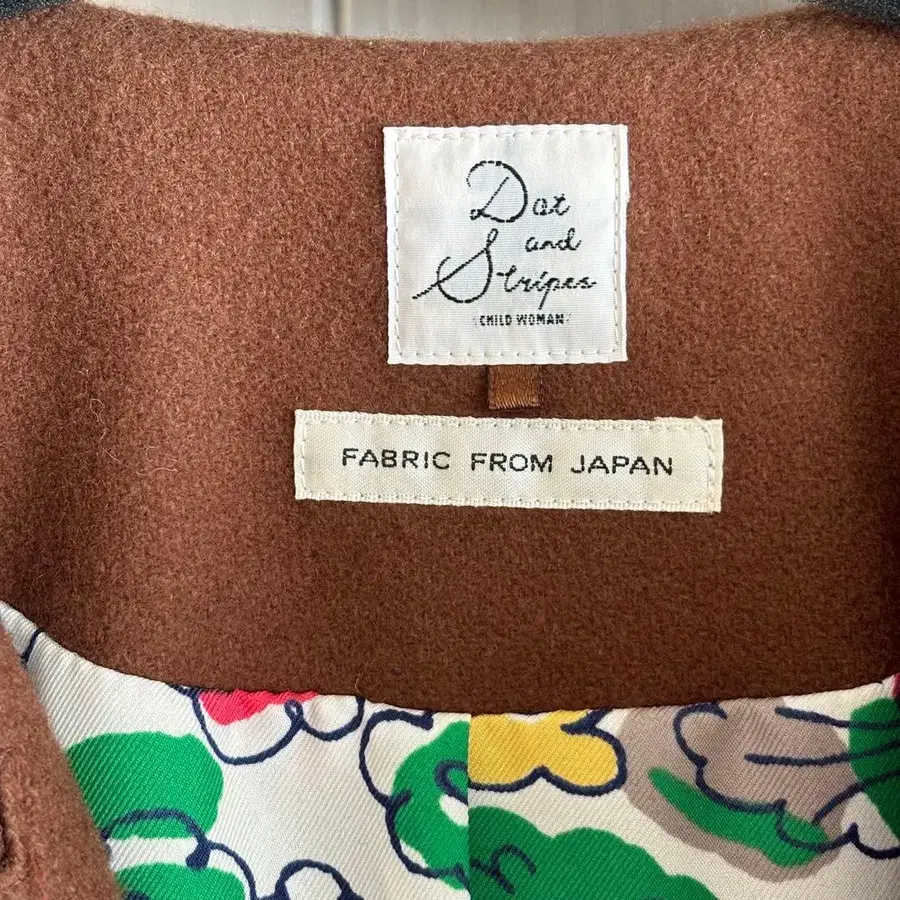 Dot
and
Stripes
CHILD WOMAN
FABRIC FROM JAPAN